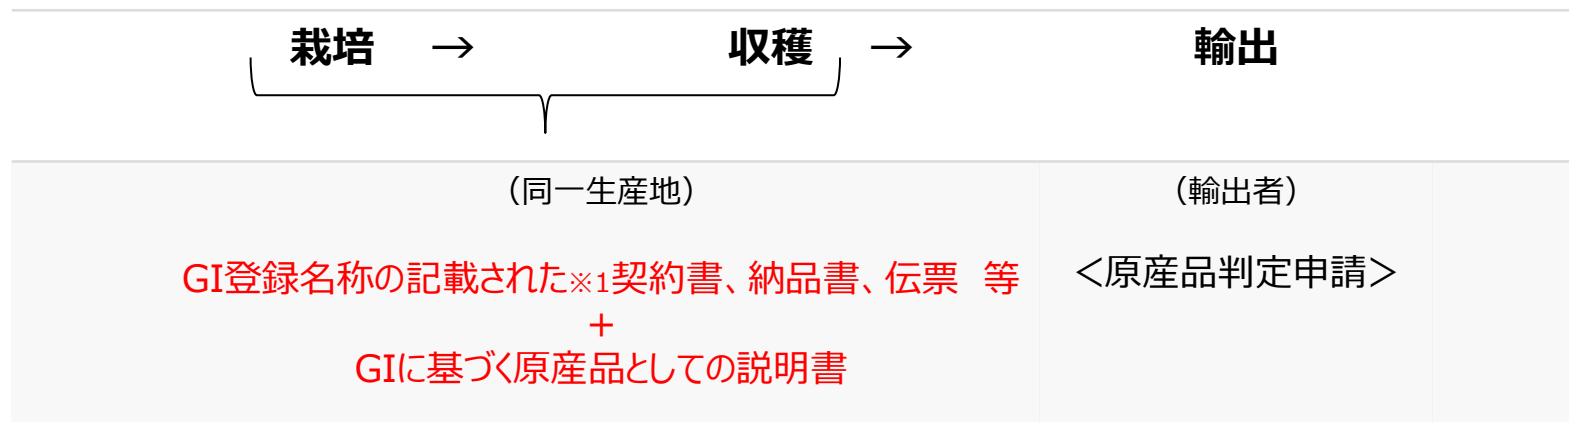 栽培 → 収穫 → 輸出
（同一生産地） （輸出者）
GI登録名称の記載された※1契約書、納品書、伝票 等 ＜原産品判定申請＞
＋
GIに基づく原産品としての説明書